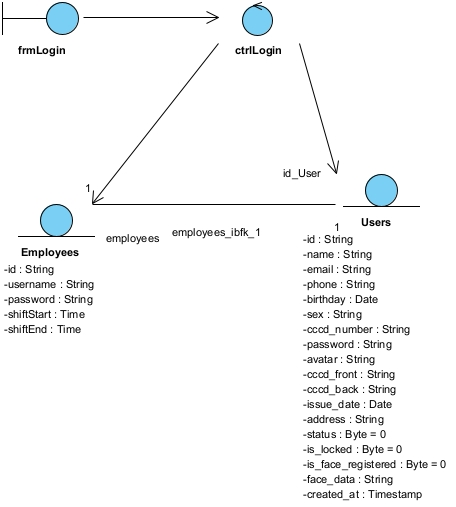 frmLogin
ctrlLogin
id_User
1
employees
employees_ibfk_1
1
Employees
-id : String
-username : String
-password : String
-shiftStart : Time
-shiftEnd : Time
Users
-id : String
-name : String
-email : String
-phone : String
-birthday : Date
-sex : String
-cccd_number : String
-password : String
-avatar : String
-cccd_front : String
-cccd_back : String
-issue_date : Date
-address : String
-status : Byte = 0
-is_locked : Byte = 0
-is_face_registered : Byte = 0
-face_data : String
-created_at : Timestamp